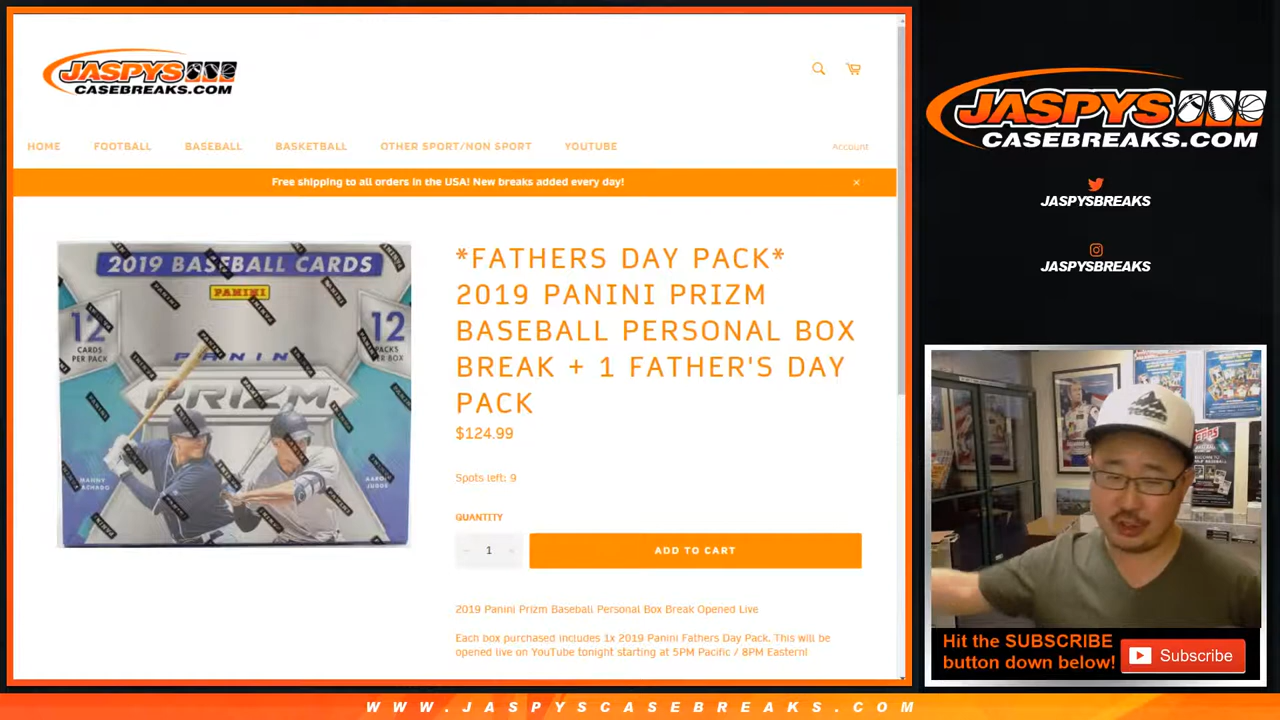 JASPYS
CASEBREAKS.COM
HOME FOOTBALL BASEBALL BASKETBALL OTHER SPORT/NON SPORT YOUTUBE Account
Free shipping to all orders in the USA! New breaks added every day! ×
2019 BASEBALL CARDS
PANINI
12
CARDS
PER PACK
12
PACKS
PER BOX
PANINI
PRIZM
MANNY
MACHADO
AARON
JUDGE
*FATHERS DAY PACK*
2019 PANINI PRIZM
BASEBALL PERSONAL BOX
BREAK + 1 FATHER'S DAY
PACK
$124.99
Spots left: 9
QUANTITY
− 1 +
ADD TO CART
2019 Panini Prizm Baseball Personal Box Break Opened Live
Each box purchased includes 1x 2019 Panini Fathers Day Pack. This will be
opened live on YouTube tonight starting at 5PM Pacific / 8PM Eastern!
JASPYS
CASEBREAKS.COM
JASPYSBREAKS
JASPYSBREAKS
Hit the SUBSCRIBE
button down below!
Subscribe
WWW.JASPYSCASEBREAKS.COM